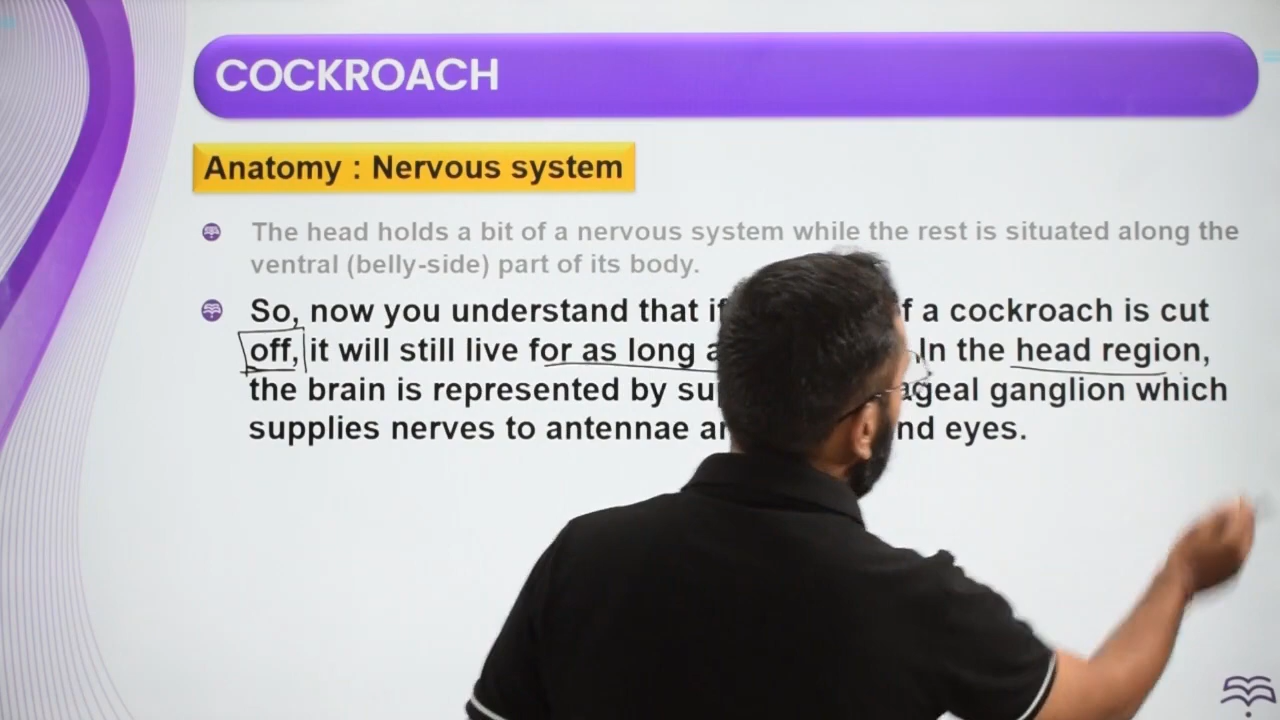 COCKROACH
Anatomy : Nervous system
The head holds a bit of a nervous system while the rest is situated along the
ventral (belly-side) part of its body.
So, now you understand that if f a cockroach is cut
off, it will still live for as long a In the head region,
the brain is represented by su ageal ganglion which
supplies nerves to antennae an nd eyes.